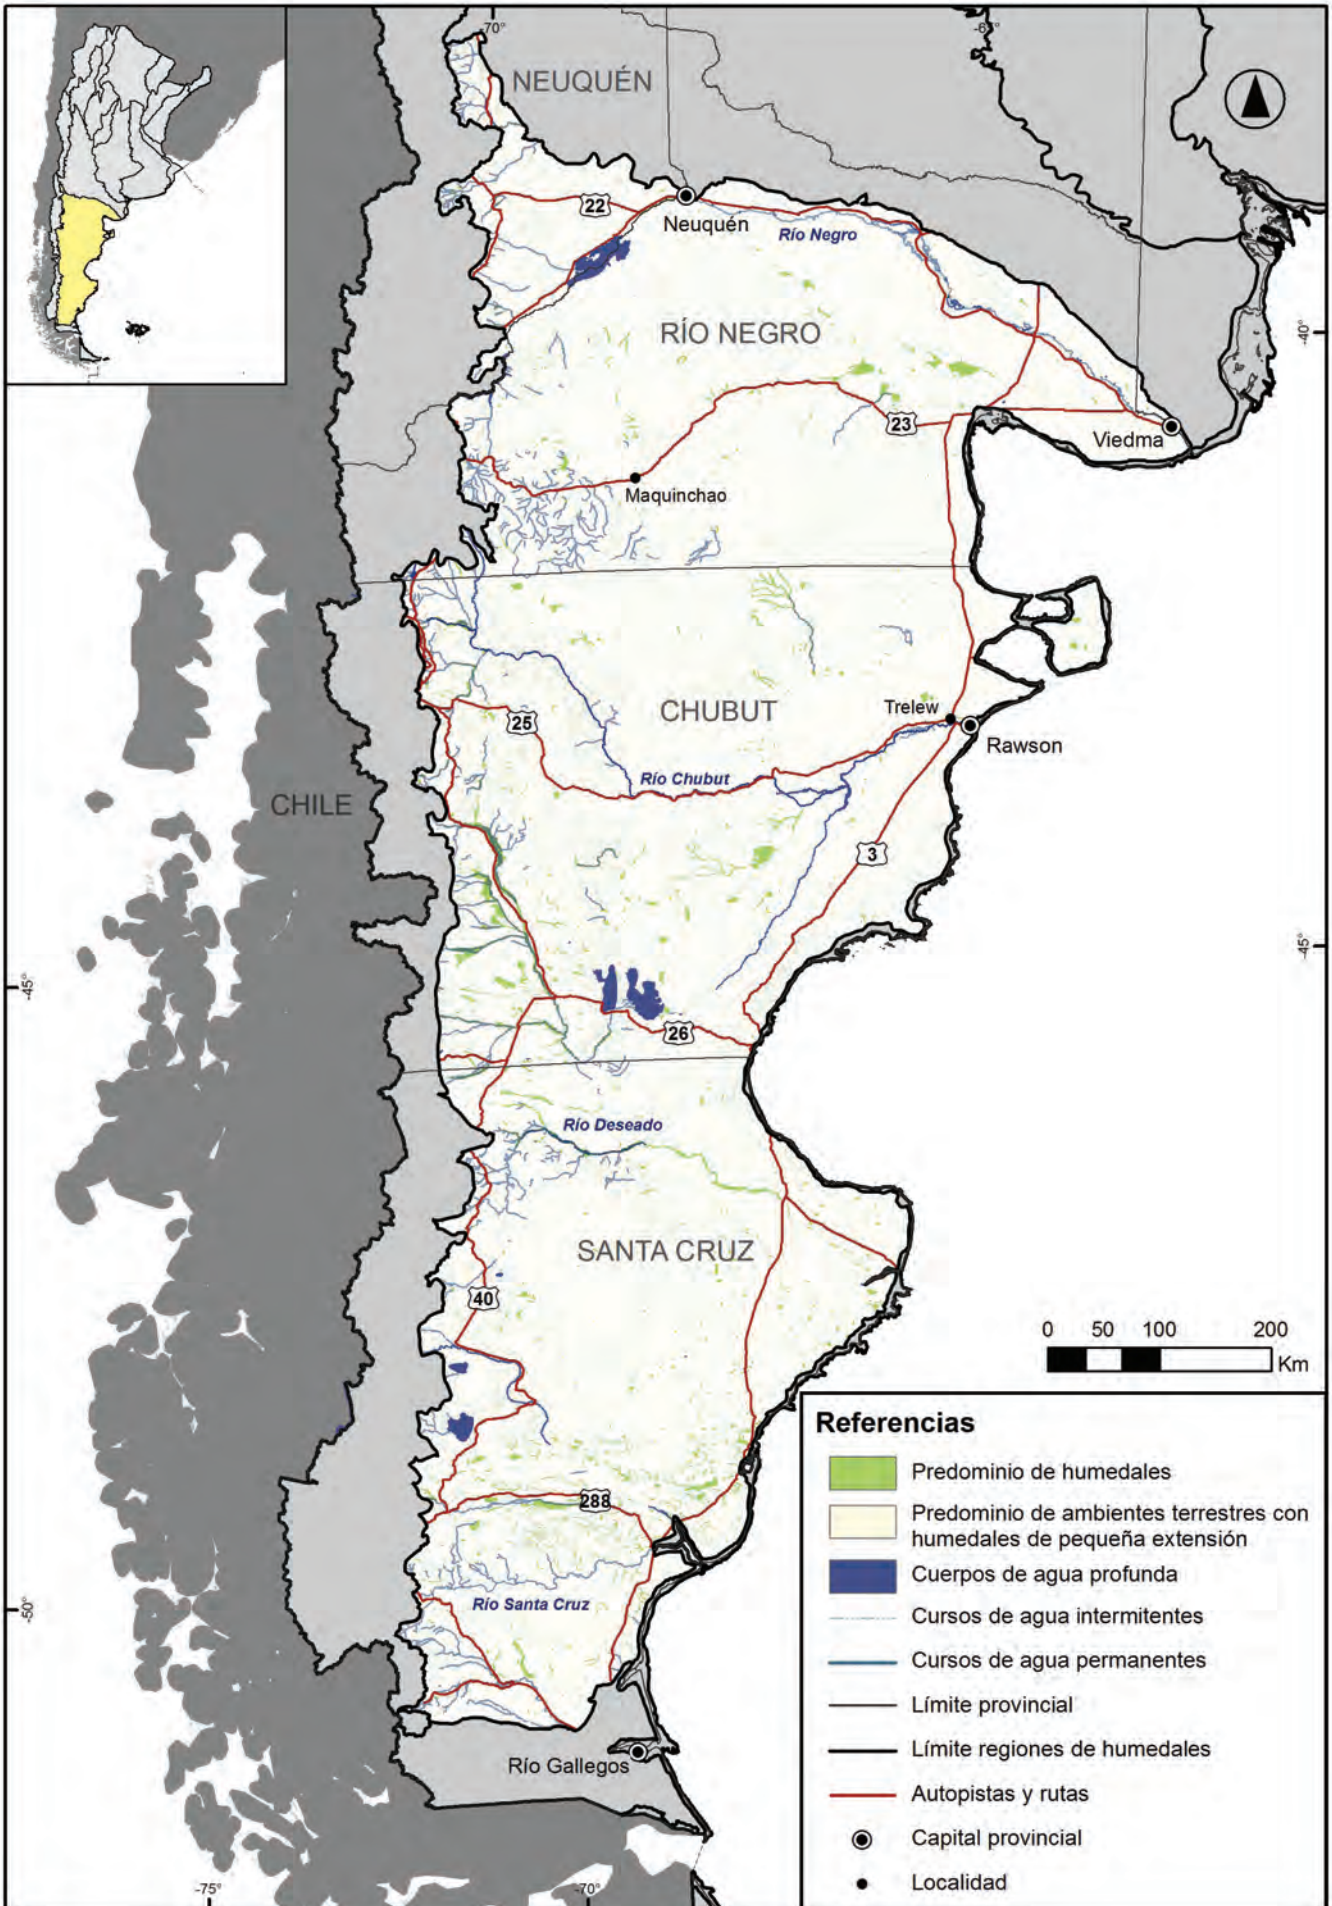 -70°
-67°
NEUQUÉN
22
Neuquén
Río Negro
RÍO NEGRO
-40°
23
Viedma
Maquinchao
CHUBUT
Trelew
25
Rawson
Río Chubut
CHILE
3
-45°
-45°
26
Río Deseado
SANTA CRUZ
40
0 50 100 200
Km
288
Río Santa Cruz
-50°
Río Gallegos
-75°
-70°
Referencias
Predominio de humedales
Predominio de ambientes terrestres con
humedales de pequeña extensión
Cuerpos de agua profunda
Cursos de agua intermitentes
Cursos de agua permanentes
Límite provincial
Límite regiones de humedales
Autopistas y rutas
Capital provincial
Localidad